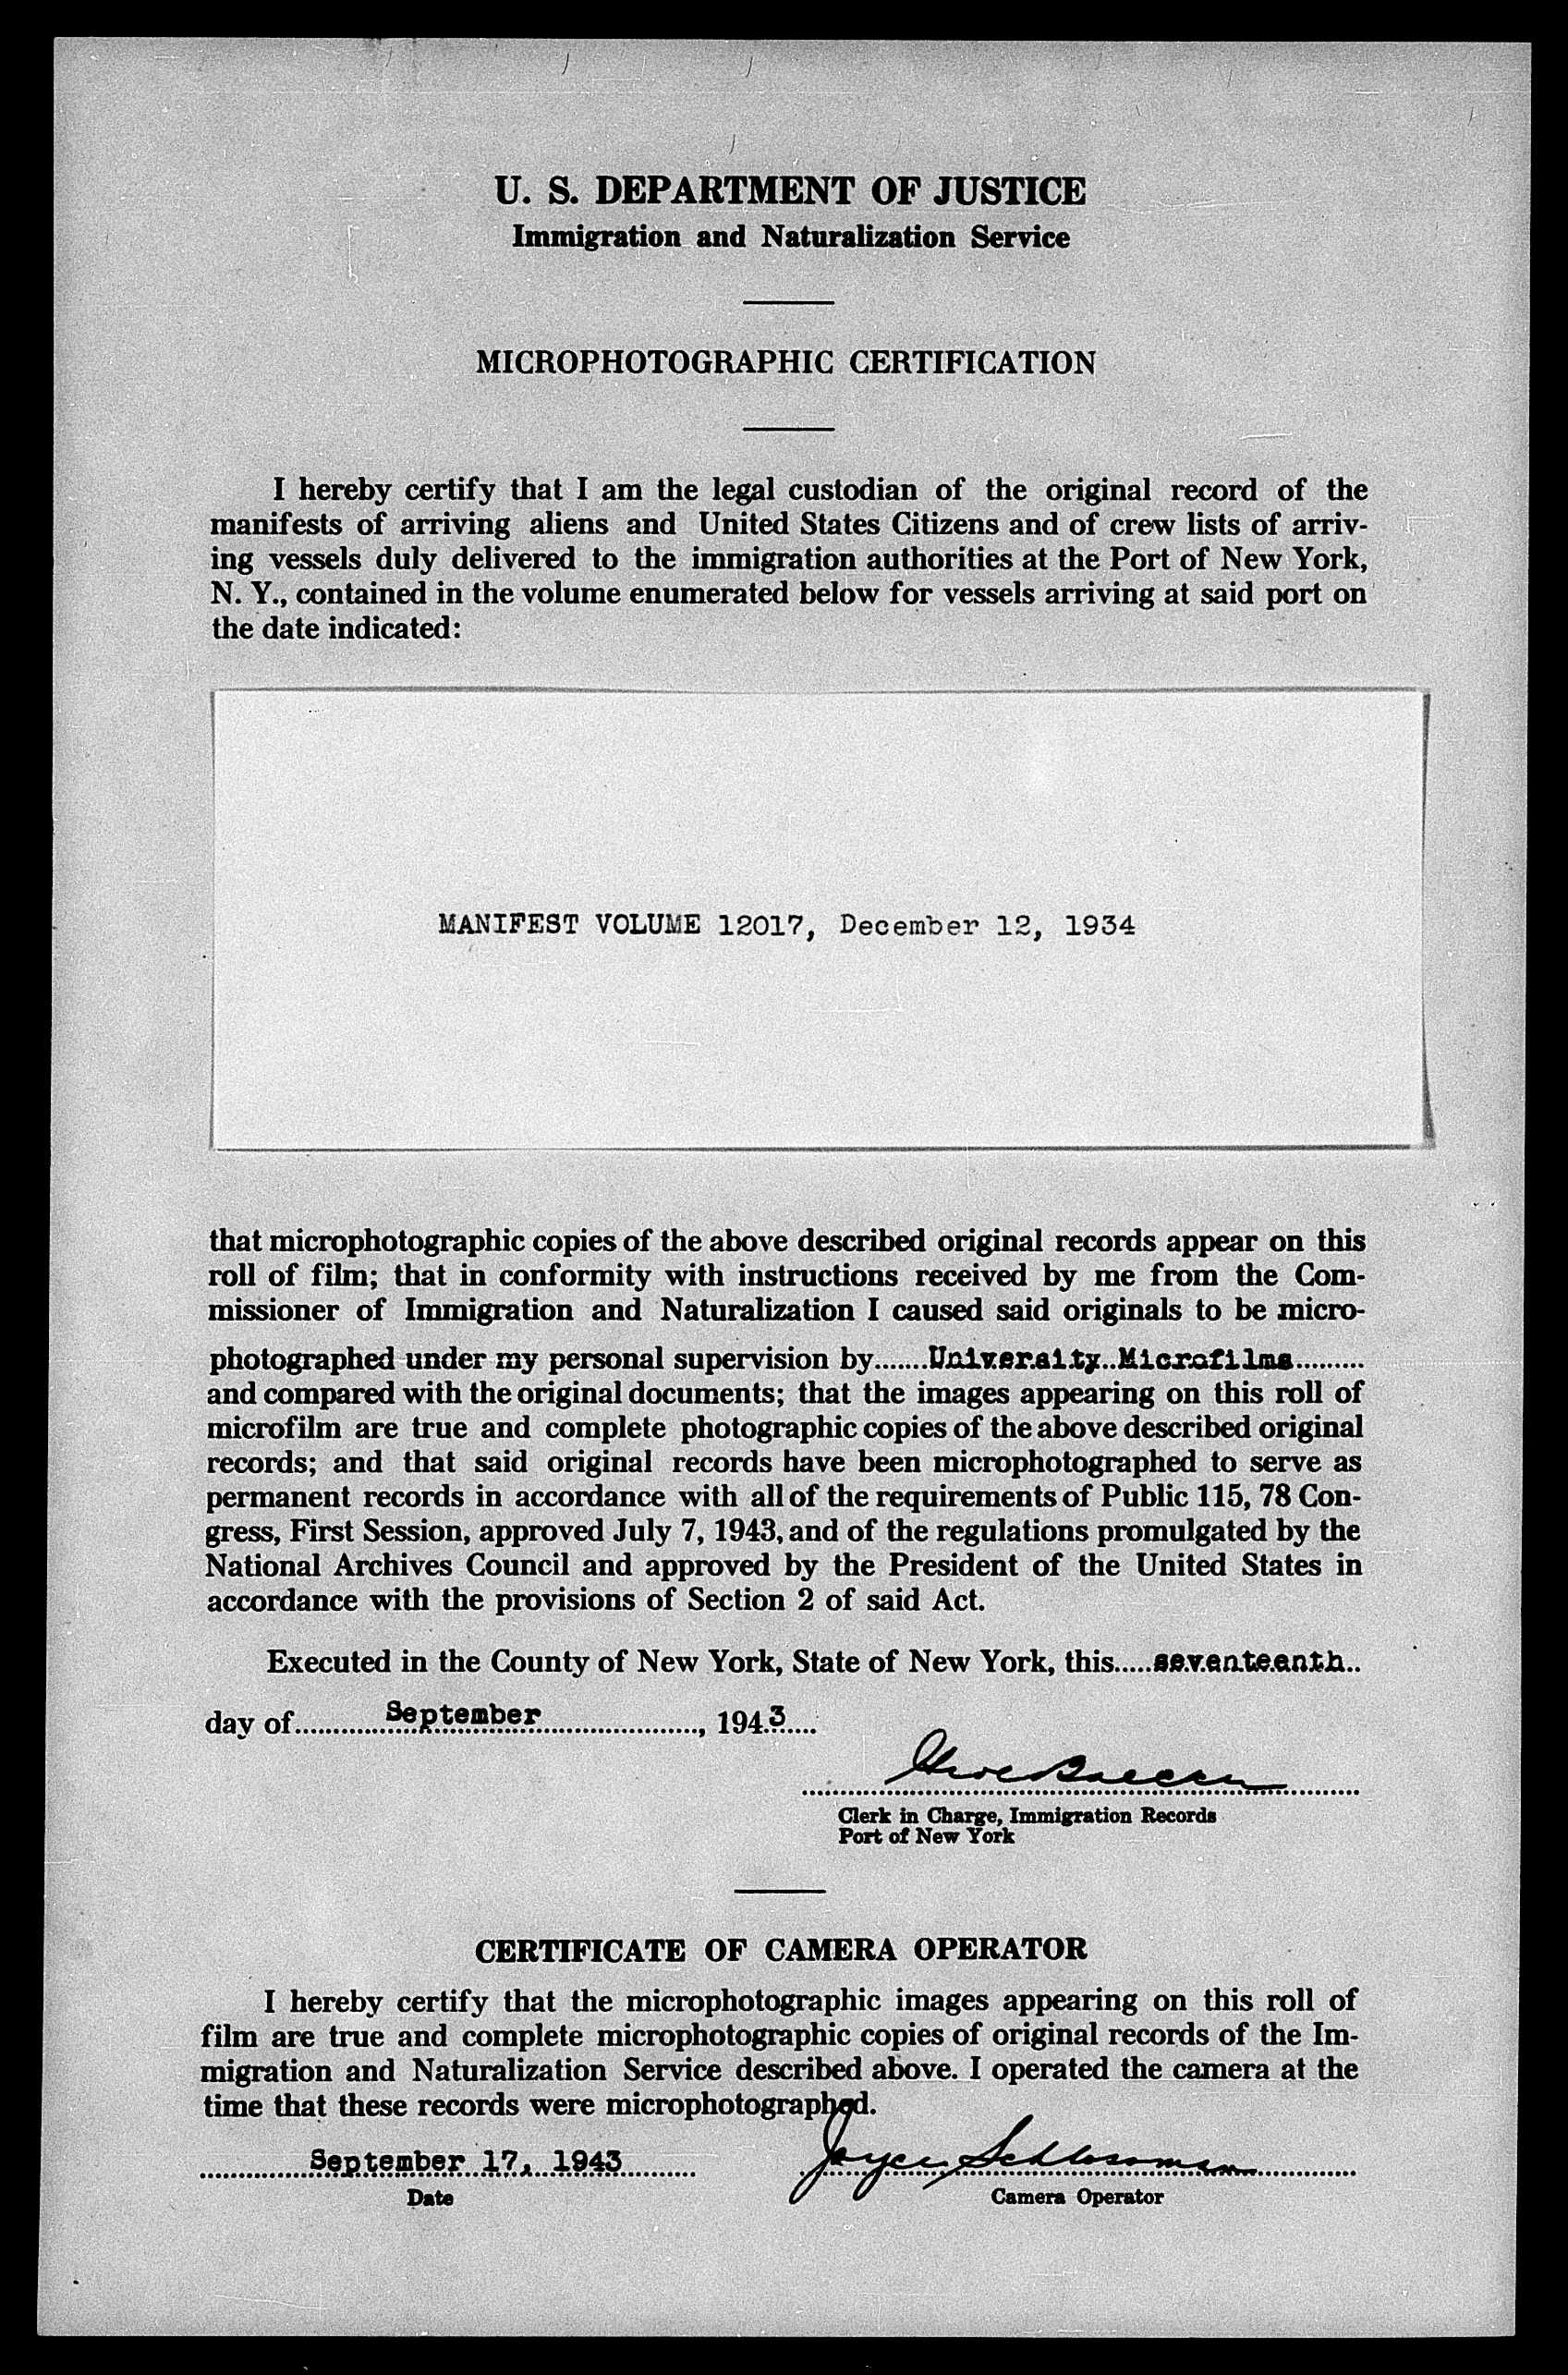 U. S. DEPARTMENT OF JUSTICE
Immigration and Naturalization Service
MICROPHOTOGRAPHIC CERTIFICATION
I hereby certify that I am the legal custodian of the original record of the
manifests of arriving aliens and United States Citizens and of crew lists of arriv-
ing vessels duly delivered to the immigration authorities at the Port of New York,
N. Y., contained in the volume enumerated below for vessels arriving at said port on
the date indicated:
MANIFEST VOLUME 12017, December 12, 1934
that microphotographic copies of the above described original records appear on this
roll of film; that in conformity with instructions received by me from the Com-
missioner of Immigration and Naturalization I caused said originals to be micro-
photographed under my personal supervision by University Microfilms
and compared with the original documents; that the images appearing on this roll of
microfilm are true and complete photographic copies of the above described original
records; and that said original records have been microphotographed to serve as
permanent records in accordance with all of the requirements of Public 115, 78 Con-
gress, First Session, approved July 7, 1943, and of the regulations promulgated by the
National Archives Council and approved by the President of the United States in
accordance with the provisions of Section 2 of said Act.
Executed in the County of New York, State of New York, this seventeenth
day of September, 1943
Clerk in Charge, Immigration Records
Port of New York
CERTIFICATE OF CAMERA OPERATOR
I hereby certify that the microphotographic images appearing on this roll of
film are true and complete microphotographic copies of original records of the Im-
migration and Naturalization Service described above. I operated the camera at the
time that these records were microphotographed.
September 17, 1943 Joyce Schlossman
Date Camera Operator